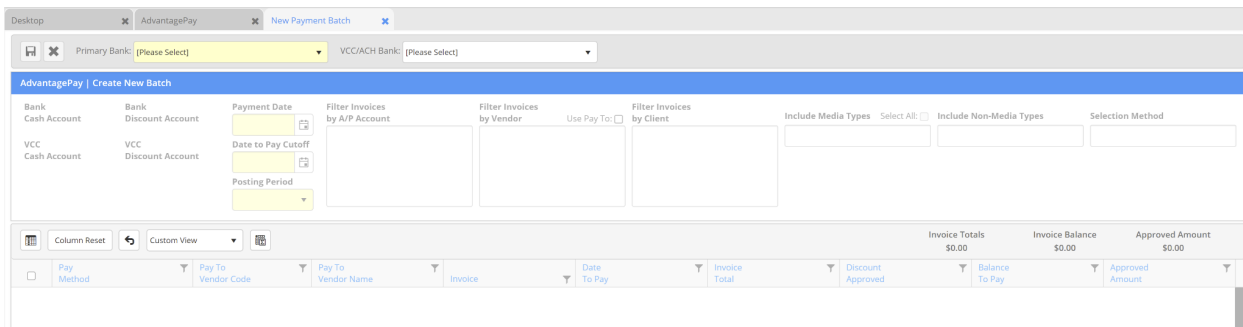 Desktop
AdvantagePay
New Payment Batch
Primary Bank: [Please Select]
VCC/ACH Bank: [Please Select]
AdvantagePay | Create New Batch
Bank
Cash Account
Bank
Discount Account
Payment Date
Filter Invoices
by A/P Account
Filter Invoices
by Vendor
Use Pay To:
Filter Invoices
by Client
Include Media Types Select All:
Include Non-Media Types
Selection Method
VCC
Cash Account
VCC
Discount Account
Date to Pay Cutoff
Posting Period
Column Reset
Custom View
Invoice Totals
$0.00
Invoice Balance
$0.00
Approved Amount
$0.00
Pay
Method
Pay To
Vendor Code
Pay To
Vendor Name
Invoice
Date
To Pay
Invoice
Total
Discount
Approved
Balance
To Pay
Approved
Amount